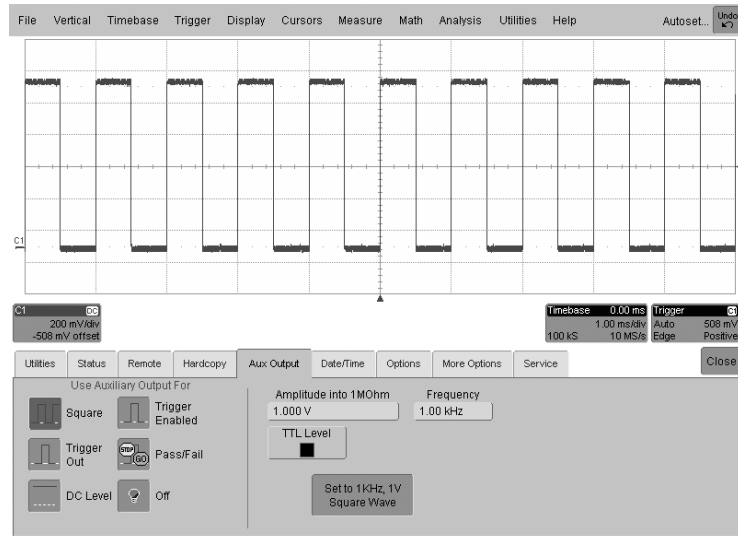 File Vertical Timebase Trigger Display Cursors Measure Math Analysis Utilities Help Autoset... Undo
C1
C1 DC
200 mV/div
-508 mV offset
Timebase 0.00 ms
1.00 ms/div
100 kS 10 MS/s
Trigger C1
Auto 508 mV
Edge Positive
Utilities Status Remote Hardcopy Aux Output Date/Time Options More Options Service Close
Use Auxiliary Output For
Square
Trigger Enabled
Trigger Out
STOP GO
Pass/Fail
DC Level
Off
Amplitude into 1MOhm
1.000 V
Frequency
1.00 kHz
TTL Level
Set to 1KHz, 1V
Square Wave